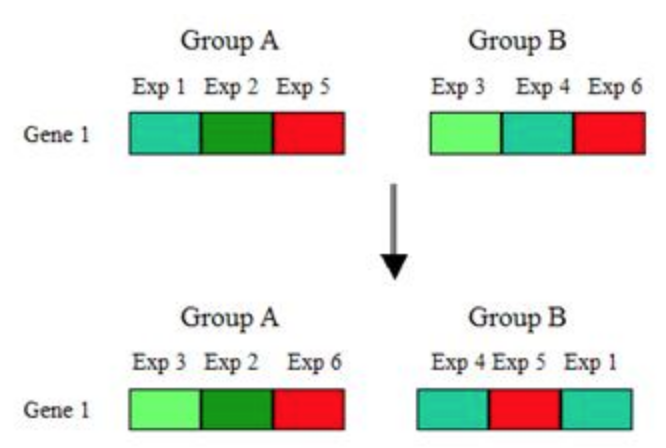 Group A Group B
Exp 1 Exp 2 Exp 5 Exp 3 Exp 4 Exp 6
Gene 1
Group A Group B
Exp 3 Exp 2 Exp 6 Exp 4 Exp 5 Exp 1
Gene 1